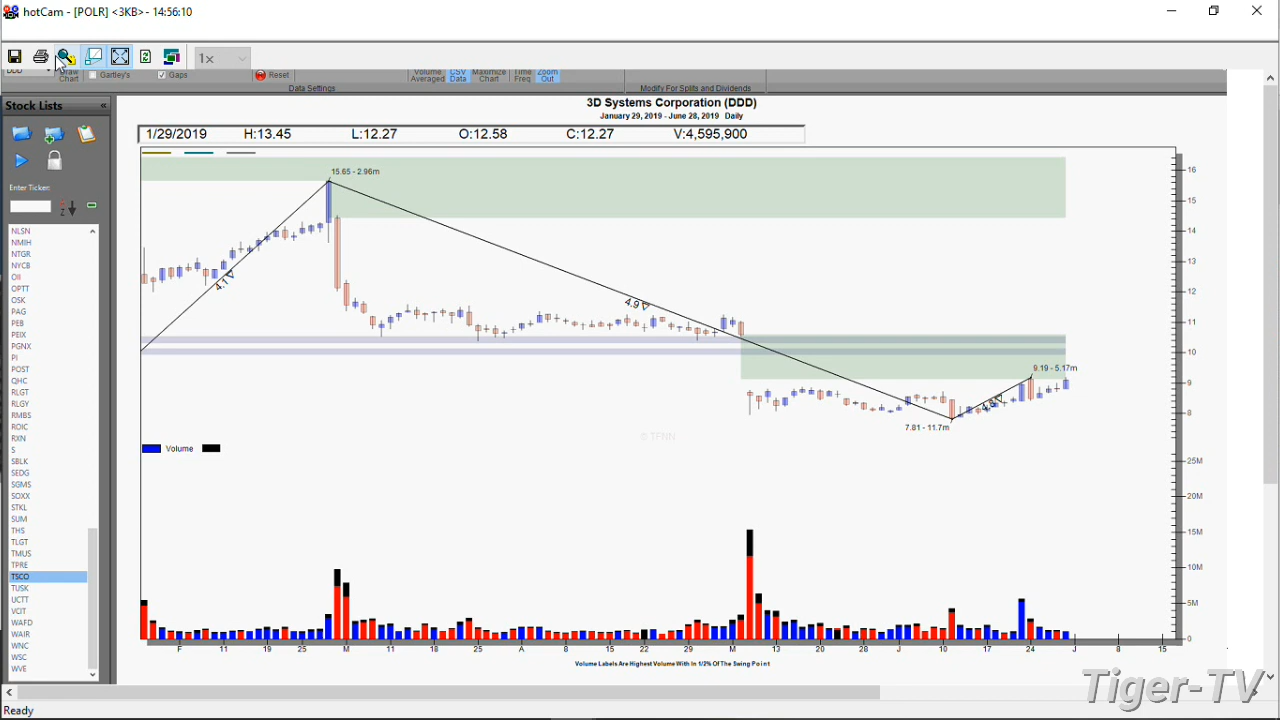 hotCam - [POLR] <3KB>- 14:56:10
1x
DDD
Draw Chart
Gartley's
Gaps
Reset
Volume Averaged
CSV Data
Maximize Chart
Time Freq
Zoom Out
Data Settings
Modify For Splits and Dividends
Stock Lists «
3D Systems Corporation (DDD)
January 29, 2019 - June 28, 2019 Daily
1/29/2019 H:13.45 L:12.27 O:12.58 C:12.27 V:4,595,900
Enter Ticker:
NLSN
NMIH
NTGR
NYCB
OII
OPTT
OSK
PAG
PEB
PEIX
PGNX
PI
POST
QHC
RLGT
RLGY
RMBS
ROIC
RXN
S
SBLK
SEDG
SGMS
SOXX
STKL
SUM
THS
TLGT
TMUS
TPRE
TSCO
TUSK
UCTT
VCIT
WAFD
WAIR
WNC
WSC
WVE
15.65 - 2.96m
4.1
4.9
9.19 - 5.17m
7.81 - 11.7m
© TFNN
16
15
14
13
12
11
10
9
8
Volume
25M
20M
15M
10M
5M
0
F 11 19 25 M 11 18 25 A 8 15 22 29 M 13 20 28 J 10 17 24 J 8 15
Volume Labels Are Highest Volume With In 1/2% Of The Swing Point
Tiger-TV
Ready